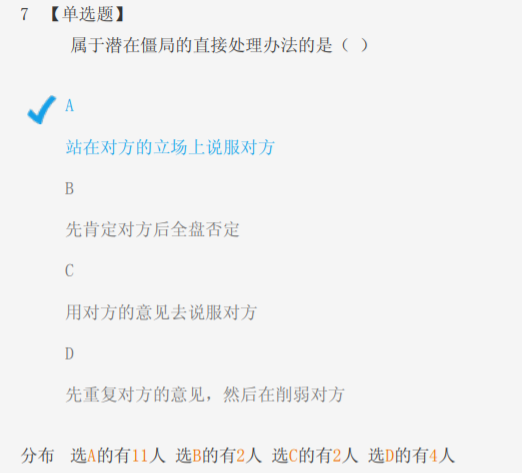 7 【单选题】
属于潜在僵局的直接处理办法的是（ ）
A
站在对方的立场上说服对方
B
先肯定对方后全盘否定
C
用对方的意见去说服对方
D
先重复对方的意见，然后在削弱对方
分布 选A的有11人 选B的有2人 选C的有2人 选D的有4人